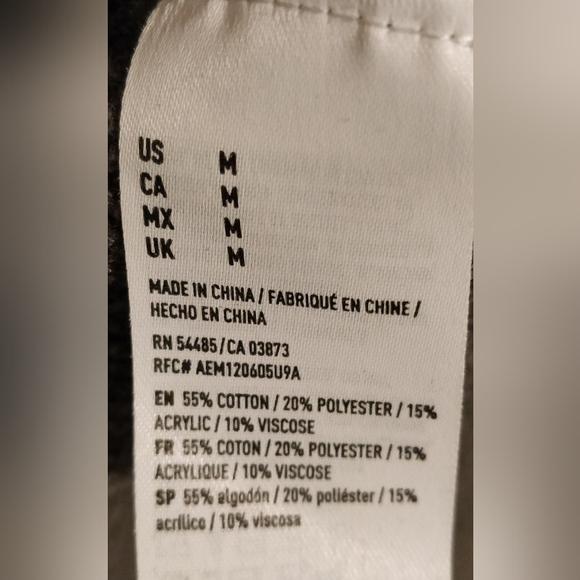 US M
CA M
MX M
UK M
MADE IN CHINA / FABRIQUÉ EN CHINE /
HECHO EN CHINA
RN 54485/CA 03873
RFC# AEM120605U9A
EN 55% COTTON / 20% POLYESTER / 15%
ACRYLIC / 10% VISCOSE
FR 55% COTON / 20% POLYESTER / 15%
ACRYLIQUE / 10% VISCOSE
SP 55% algodón / 20% poliéster / 15%
acrílico / 10% viscosa